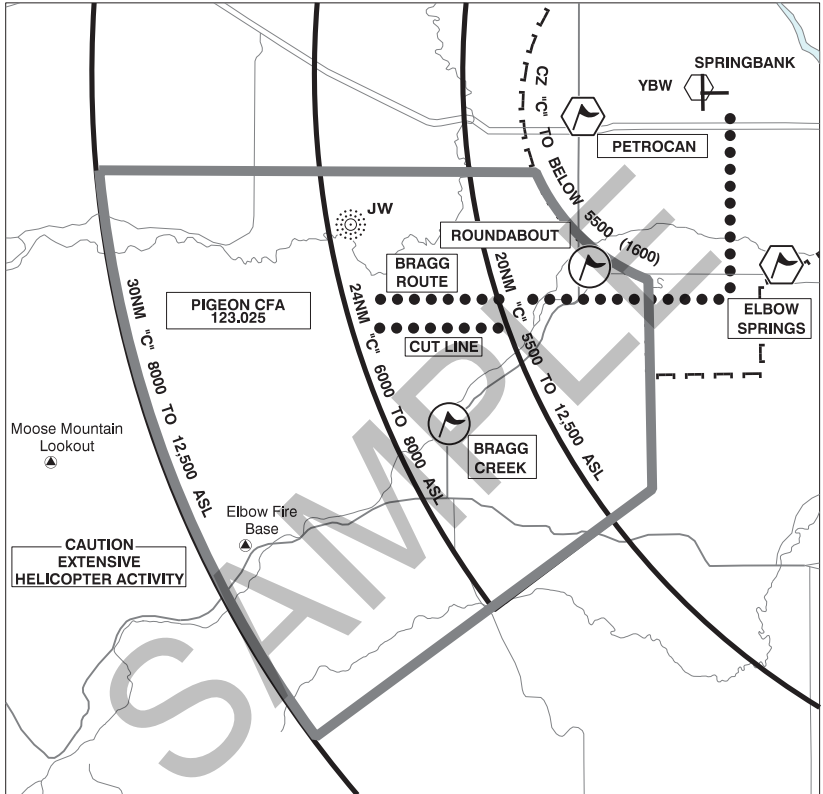 SPRINGBANK
YBW
PETROCAN
CZ "C" TO BELOW 5500 (1600)
JW
ROUNDABOUT
BRAGG
ROUTE
20NM "C" 5500 TO 12,500 ASL
30NM "C" 8000 TO 12,500 ASL
PIGEON CFA
123.025
24NM "C" 6000 TO 8000 ASL
ELBOW
SPRINGS
CUT LINE
Moose Mountain
Lookout
BRAGG
CREEK
Elbow Fire
Base
CAUTION
EXTENSIVE
HELICOPTER ACTIVITY
SAMPLE